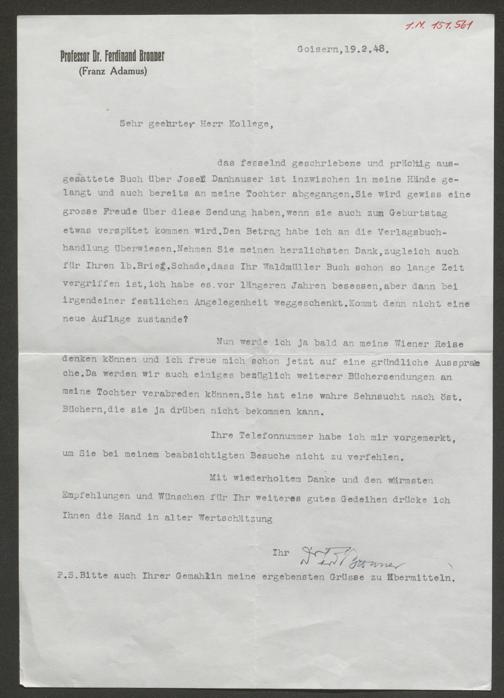 I.N. 151.561
Professor Dr. Ferdinand Bronner
(Franz Adamus)
Goisern,19.2.48.
Sehr geehrter Herr Kollege,
das fesselnd geschriebene und prächtig aus-
gesattete Buch über Josef Danhauser ist inzwischen in meine Hände ge-
langt und auch bereits an meine Tochter abgegangen.Sie wird gewiss eine
grosse Freude über diese Sendung haben,wenn sie auch zum Geburtstag
etwas verspätet kommen wird.Den Betrag habe ich an die Verlagsbuch-
handlung überwiesen.Nehmen Sie meinen herzlichsten Dank,zugleich auch
für Ihren lb.Brief.Schade,dass Ihr Waldmüller Buch schon so lange Zeit
vergriffen ist,ich habe es vor längeren Jahren besessen,aber dann bei
irgendeiner festlichen Angelegenheit weggeschenkt.Kommt denn nicht eine
neue Auflage zustande?
Nun werde ich ja bald an meine Wiener Reise
denken können und ich freue mich schon jetzt auf eine gründliche Ausspra
che.Da werden wir auch einiges bezüglich weiterer Büchersendungen an
meine Tochter verabreden können.Sie hat eine wahre Sehnsucht nach öst.
Büchern,die sie ja drüben nicht bekommen kann.
Ihre Telefonnummer habe ich mir vorgemerkt,
um Sie bei meinem beabsichtigten Besuche nicht zu verfehlen.
Mit wiederholtem Danke und den wärmsten
Empfehlungen und Wünschen für Ihr weiteres gutes Gedeihen drücke ich
Ihnen die Hand in alter Wertschätzung
Ihr Dr F Bronner
P.S.Bitte auch Ihrer Gemahlin meine ergebensten Grüsse zu übermitteln.